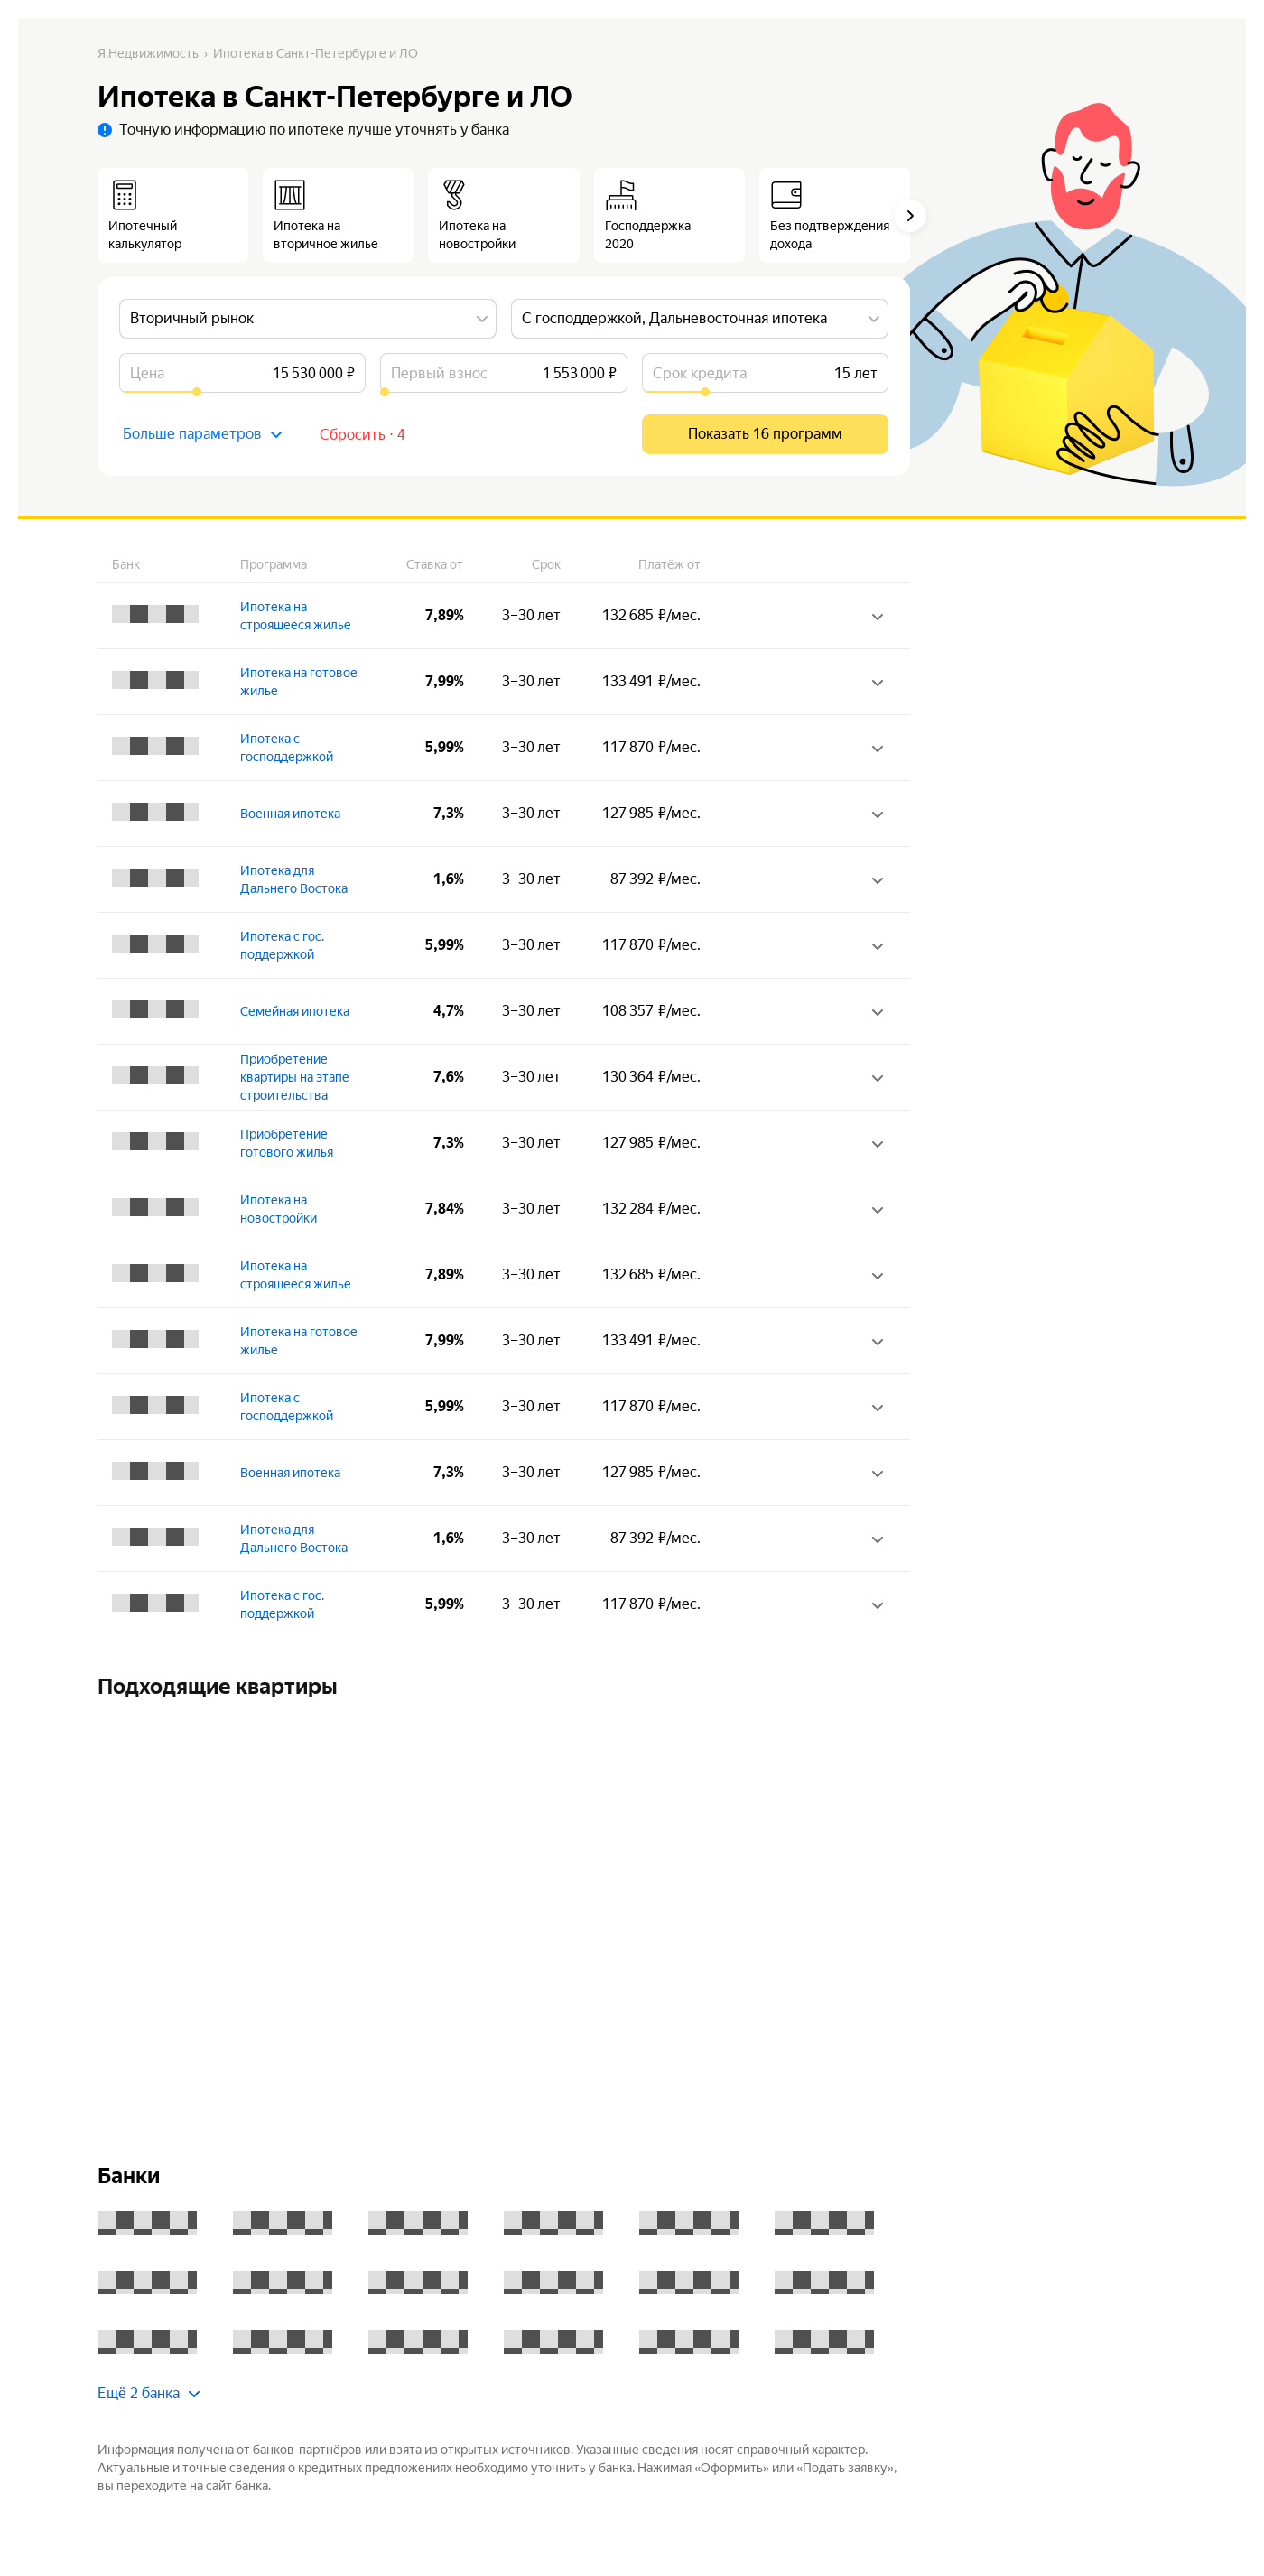 Я.Недвижимость › Ипотека в Санкт-Петербурге и ЛО
Ипотека в Санкт-Петербурге и ЛО
Точную информацию по ипотеке лучше уточнять у банка
Ипотечный
калькулятор
Ипотека на
вторичное жилье
Ипотека на
новостройки
Господдержка
2020
Без подтверждения
дохода
Вторичный рынок
С господдержкой, Дальневосточная ипотека
Цена 15 530 000 ₽
Первый взнос 1 553 000 ₽
Срок кредита 15 лет
Больше параметров
Сбросить · 4
Показать 16 программ
Банк Программа Ставка от Срок Платёж от
Ипотека на
строящееся жилье
7,89% 3–30 лет 132 685 ₽/мес.
Ипотека на готовое
жилье
7,99% 3–30 лет 133 491 ₽/мес.
Ипотека с
господдержкой
5,99% 3–30 лет 117 870 ₽/мес.
Военная ипотека 7,3% 3–30 лет 127 985 ₽/мес.
Ипотека для
Дальнего Востока
1,6% 3–30 лет 87 392 ₽/мес.
Ипотека с гос.
поддержкой
5,99% 3–30 лет 117 870 ₽/мес.
Семейная ипотека 4,7% 3–30 лет 108 357 ₽/мес.
Приобретение
квартиры на этапе
строительства
7,6% 3–30 лет 130 364 ₽/мес.
Приобретение
готового жилья
7,3% 3–30 лет 127 985 ₽/мес.
Ипотека на
новостройки
7,84% 3–30 лет 132 284 ₽/мес.
Ипотека на
строящееся жилье
7,89% 3–30 лет 132 685 ₽/мес.
Ипотека на готовое
жилье
7,99% 3–30 лет 133 491 ₽/мес.
Ипотека с
господдержкой
5,99% 3–30 лет 117 870 ₽/мес.
Военная ипотека 7,3% 3–30 лет 127 985 ₽/мес.
Ипотека для
Дальнего Востока
1,6% 3–30 лет 87 392 ₽/мес.
Ипотека с гос.
поддержкой
5,99% 3–30 лет 117 870 ₽/мес.
Подходящие квартиры
Банки
Ещё 2 банка
Информация получена от банков-партнёров или взята из открытых источников. Указанные сведения носят справочный характер.
Актуальные и точные сведения о кредитных предложениях необходимо уточнить у банка. Нажимая «Оформить» или «Подать заявку»,
вы переходите на сайт банка.